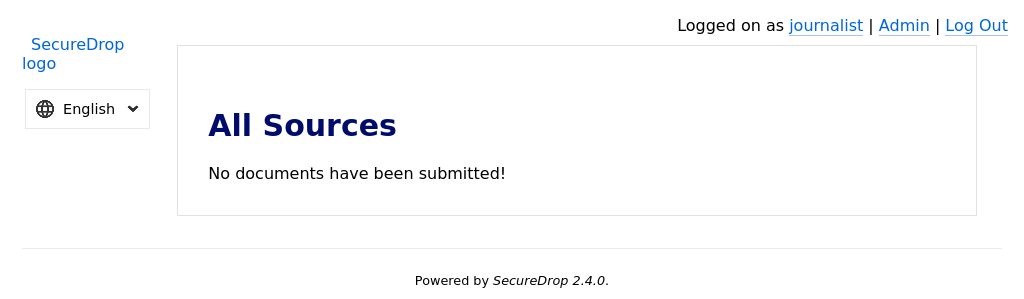 Logged on as journalist | Admin | Log Out
SecureDrop
logo
English
All Sources
No documents have been submitted!
Powered by SecureDrop 2.4.0.